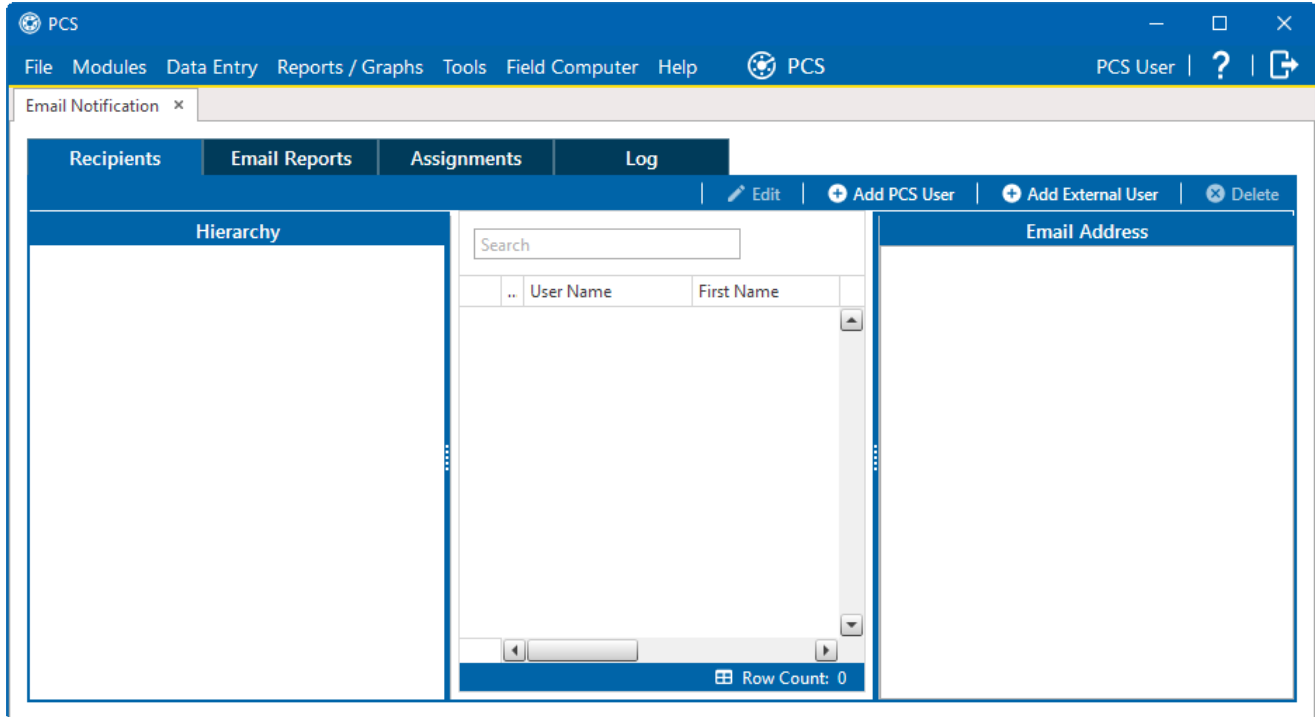 PCS
File Modules Data Entry Reports / Graphs Tools Field Computer Help PCS PCS User | ? |
Email Notification ×
Recipients Email Reports Assignments Log
Edit Add PCS User Add External User Delete
Hierarchy
Search
.. User Name First Name
Row Count: 0
Email Address